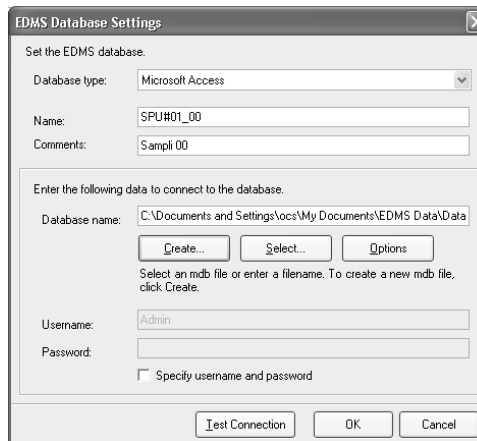 EDMS Database Settings
Set the EDMS database.
Database type: Microsoft Access
Name: SPU#01_00
Comments: Sampli 00
Enter the following data to connect to the database.
Database name: C:\Documents and Settings\ocs\My Documents\EDMS Data\Data
Create... Select... Options
Select an mdb file or enter a filename. To create a new mdb file,
click Create.
Username: Admin
Password:
Specify username and password
Test Connection OK Cancel